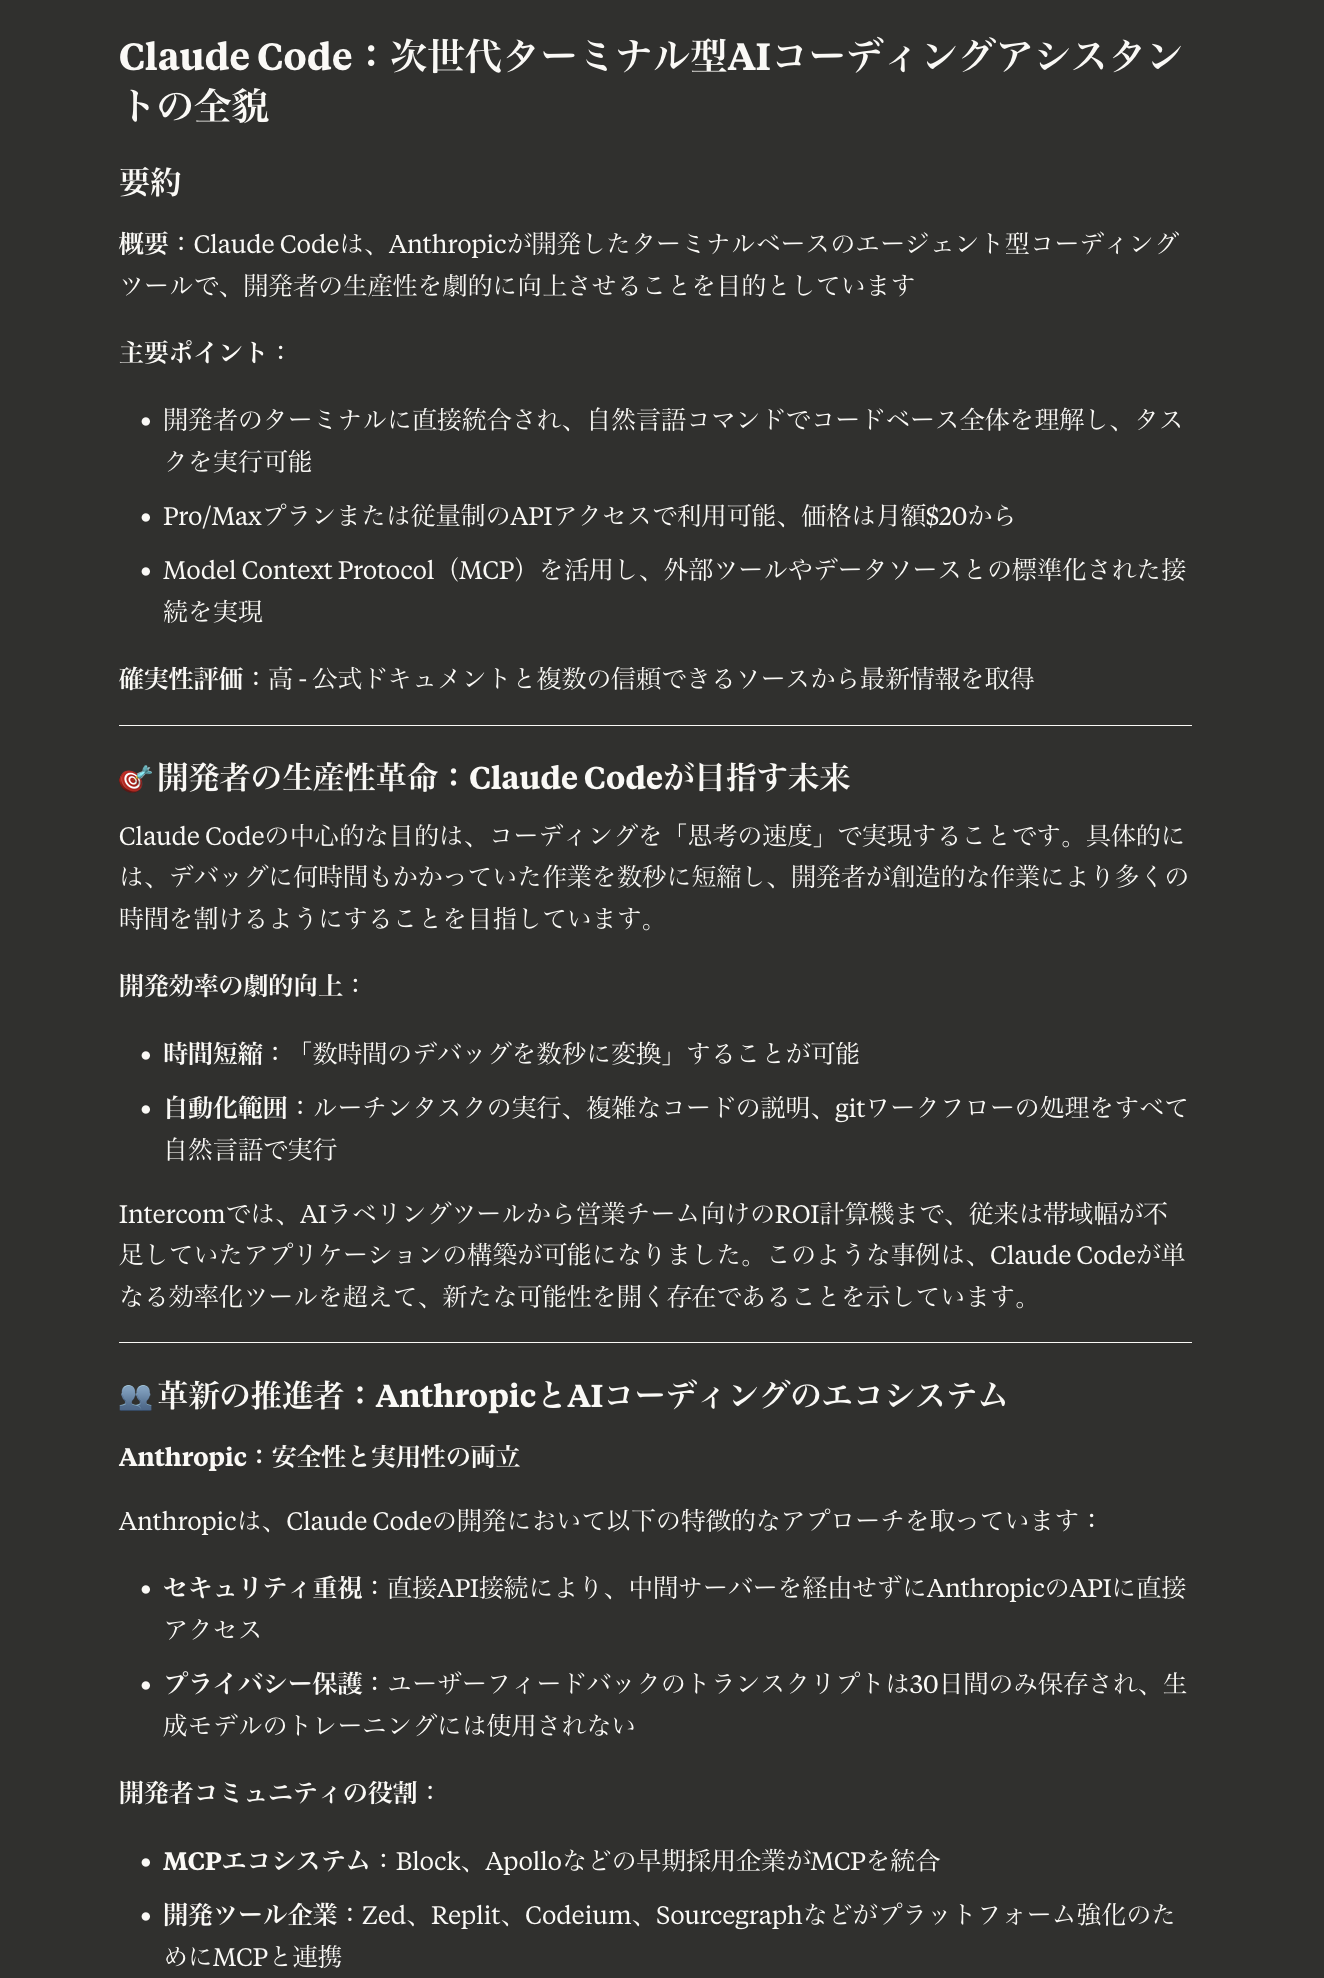 Claude Code：次世代ターミナル型AIコーディングアシスタン
トの全貌
要約
概要：Claude Codeは、Anthropicが開発したターミナルベースのエージェント型コーディング
ツールで、開発者の生産性を劇的に向上させることを目的としています
主要ポイント：
• 開発者のターミナルに直接統合され、自然言語コマンドでコードベース全体を理解し、タス
クを実行可能
• Pro/Maxプランまたは従量制のAPIアクセスで利用可能、価格は月額$20から
• Model Context Protocol（MCP）を活用し、外部ツールやデータソースとの標準化された接
続を実現
確実性評価：高 - 公式ドキュメントと複数の信頼できるソースから最新情報を取得
🎯 開発者の生産性革命：Claude Codeが目指す未来
Claude Codeの中心的な目的は、コーディングを「思考の速度」で実現することです。具体的に
は、デバッグに何時間もかかっていた作業を数秒に短縮し、開発者が創造的な作業により多くの
時間を割けるようにすることを目指しています。
開発効率の劇的向上：
• 時間短縮：「数時間のデバッグを数秒に変換」することが可能
• 自動化範囲：ルーチンタスクの実行、複雑なコードの説明、gitワークフローの処理をすべて
自然言語で実行
Intercomでは、AIラベリングツールから営業チーム向けのROI計算機まで、従来は帯域幅が不
足していたアプリケーションの構築が可能になりました。このような事例は、Claude Codeが単
なる効率化ツールを超えて、新たな可能性を開く存在であることを示しています。
👥 革新の推進者：AnthropicとAIコーディングのエコシステム
Anthropic：安全性と実用性の両立
Anthropicは、Claude Codeの開発において以下の特徴的なアプローチを取っています：
• セキュリティ重視：直接API接続により、中間サーバーを経由せずにAnthropicのAPIに直接
アクセス
• プライバシー保護：ユーザーフィードバックのトランスクリプトは30日間のみ保存され、生
成モデルのトレーニングには使用されない
開発者コミュニティの役割：
• MCPエコシステム：Block、Apolloなどの早期採用企業がMCPを統合
• 開発ツール企業：Zed、Replit、Codeium、Sourcegraphなどがプラットフォーム強化のた
めにMCPと連携